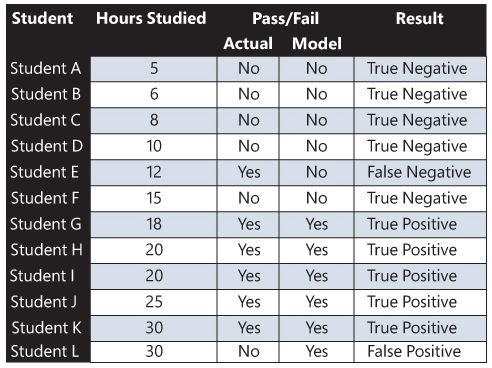 Student Hours Studied Pass/Fail Result
Actual Model
Student A 5 No No True Negative
Student B 6 No No True Negative
Student C 8 No No True Negative
Student D 10 No No True Negative
Student E 12 Yes No False Negative
Student F 15 No No True Negative
Student G 18 Yes Yes True Positive
Student H 20 Yes Yes True Positive
Student I 20 Yes Yes True Positive
Student J 25 Yes Yes True Positive
Student K 30 Yes Yes True Positive
Student L 30 No Yes False Positive